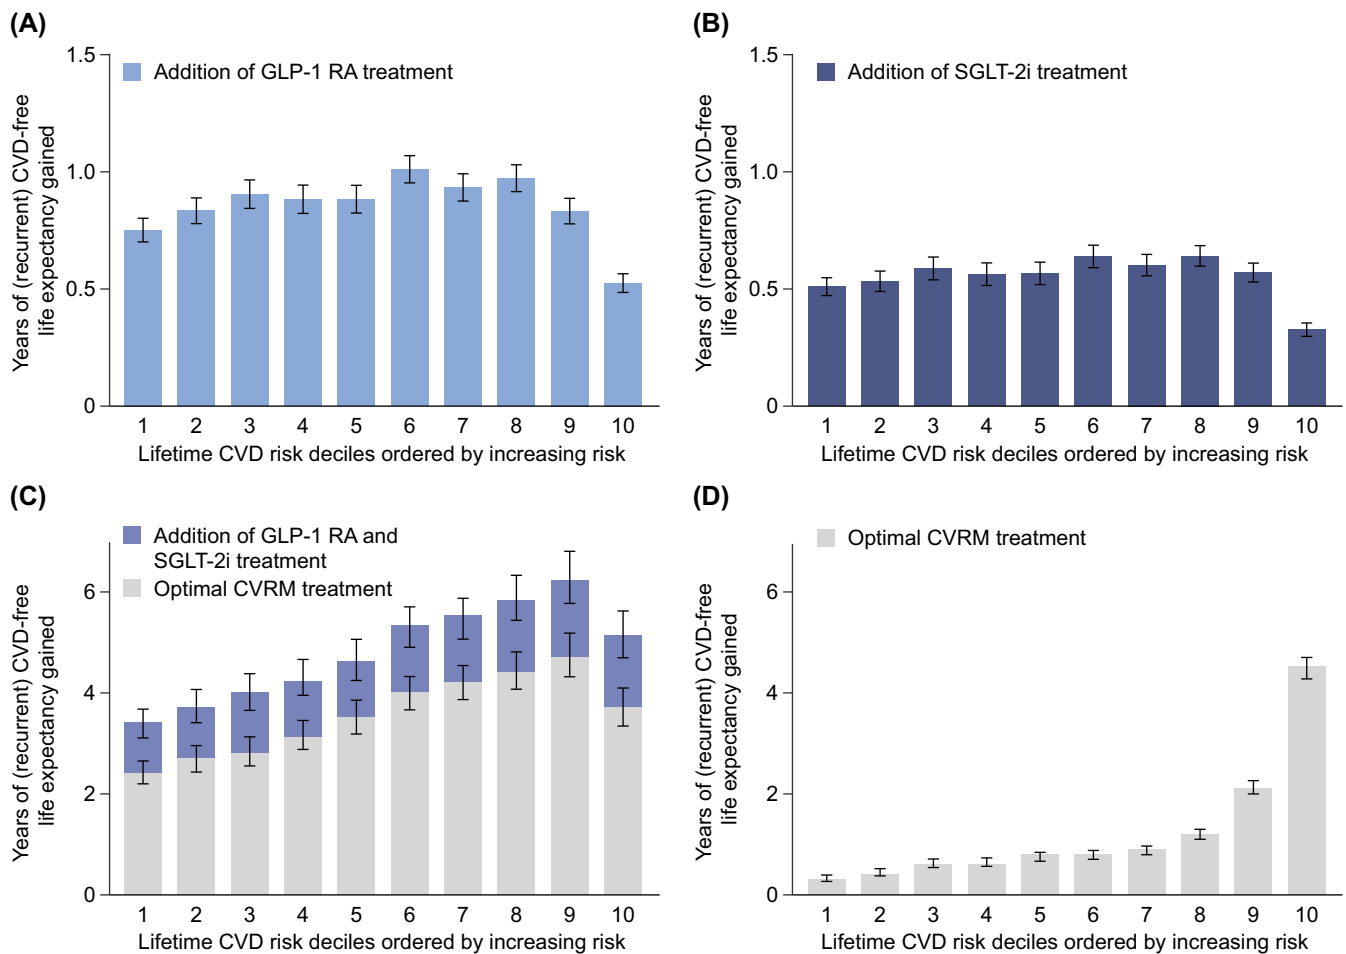 (A)
Years of (recurrent) CVD-free
life expectancy gained
1.5
1.0
0.5
0
Addition of GLP-1 RA treatment
1 2 3 4 5 6 7 8 9 10
Lifetime CVD risk deciles ordered by increasing risk
(B)
Years of (recurrent) CVD-free
life expectancy gained
1.5
1.0
0.5
0
Addition of SGLT-2i treatment
1 2 3 4 5 6 7 8 9 10
Lifetime CVD risk deciles ordered by increasing risk
(C)
Years of (recurrent) CVD-free
life expectancy gained
6
4
2
0
Addition of GLP-1 RA and
SGLT-2i treatment
Optimal CVRM treatment
1 2 3 4 5 6 7 8 9 10
Lifetime CVD risk deciles ordered by increasing risk
(D)
Years of (recurrent) CVD-free
life expectancy gained
6
4
2
0
Optimal CVRM treatment
1 2 3 4 5 6 7 8 9 10
Lifetime CVD risk deciles ordered by increasing risk